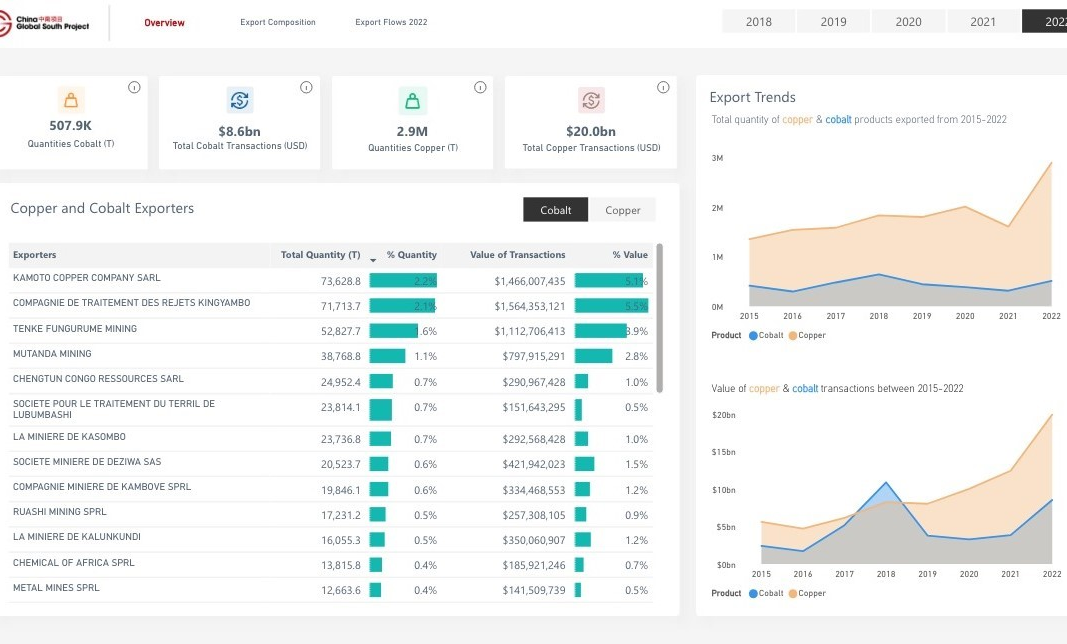 China 中南项目
Global South Project
Overview
Export Composition
Export Flows 2022
2018
2019
2020
2021
2022
507.9K
Quantities Cobalt (T)
$8.6bn
Total Cobalt Transactions (USD)
2.9M
Quantities Copper (T)
$20.0bn
Total Copper Transactions (USD)
Copper and Cobalt Exporters
Cobalt
Copper
Exporters Total Quantity (T) % Quantity Value of Transactions % Value
KAMOTO COPPER COMPANY SARL 73,628.8 2.2% $1,466,007,435 5.1%
COMPAGNIE DE TRAITEMENT DES REJETS KINGYAMBO 71,713.7 2.1% $1,564,353,121 5.5%
TENKE FUNGURUME MINING 52,827.7 1.6% $1,112,706,413 3.9%
MUTANDA MINING 38,768.8 1.1% $797,915,291 2.8%
CHENGTUN CONGO RESSOURCES SARL 24,952.4 0.7% $290,967,428 1.0%
SOCIETE POUR LE TRAITEMENT DU TERRIL DE
LUBUMBASHI 23,814.1 0.7% $151,643,295 0.5%
LA MINIERE DE KASOMBO 23,736.8 0.7% $292,568,428 1.0%
SOCIETE MINIERE DE DEZIWA SAS 20,523.7 0.6% $421,942,023 1.5%
COMPAGNIE MINIERE DE KAMBOVE SPRL 19,846.1 0.6% $334,468,553 1.2%
RUASHI MINING SPRL 17,231.2 0.5% $257,308,105 0.9%
LA MINIERE DE KALUNKUNDI 16,055.3 0.5% $350,060,907 1.2%
CHEMICAL OF AFRICA SPRL 13,815.8 0.4% $185,921,246 0.7%
METAL MINES SPRL 12,663.6 0.4% $141,509,739 0.5%
Export Trends
Total quantity of copper & cobalt products exported from 2015-2022
3M
2M
1M
0M
2015 2016 2017 2018 2019 2020 2021 2022
Product Cobalt Copper
Value of copper & cobalt transactions between 2015-2022
$20bn
$15bn
$10bn
$5bn
$0bn
2015 2016 2017 2018 2019 2020 2021 2022
Product Cobalt Copper